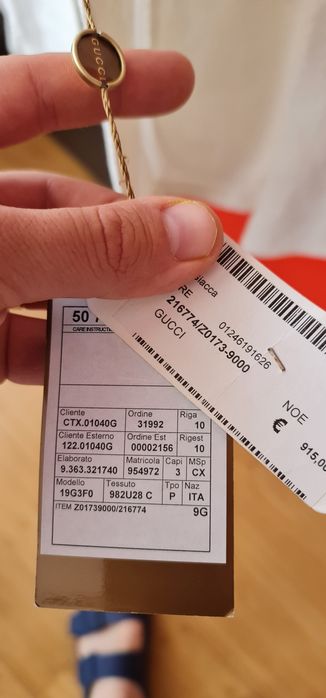 GUCCI
giacca
RE
216774/Z0173-9000
GUCCI
01246191626
NOE
€
915,00
50
CARE INSTRUCTI
Cliente Ordine Riga
CTX.01040G 31992 10
Cliente Esterno Ordine Est Rigest
122.01040G 00002156 10
Elaborato Matricola Capi MSp
9.363.321740 954972 3 CX
Modello Tessuto Tpo Naz
19G3F0 982U28 C P ITA
ITEM Z01739000/216774 9G